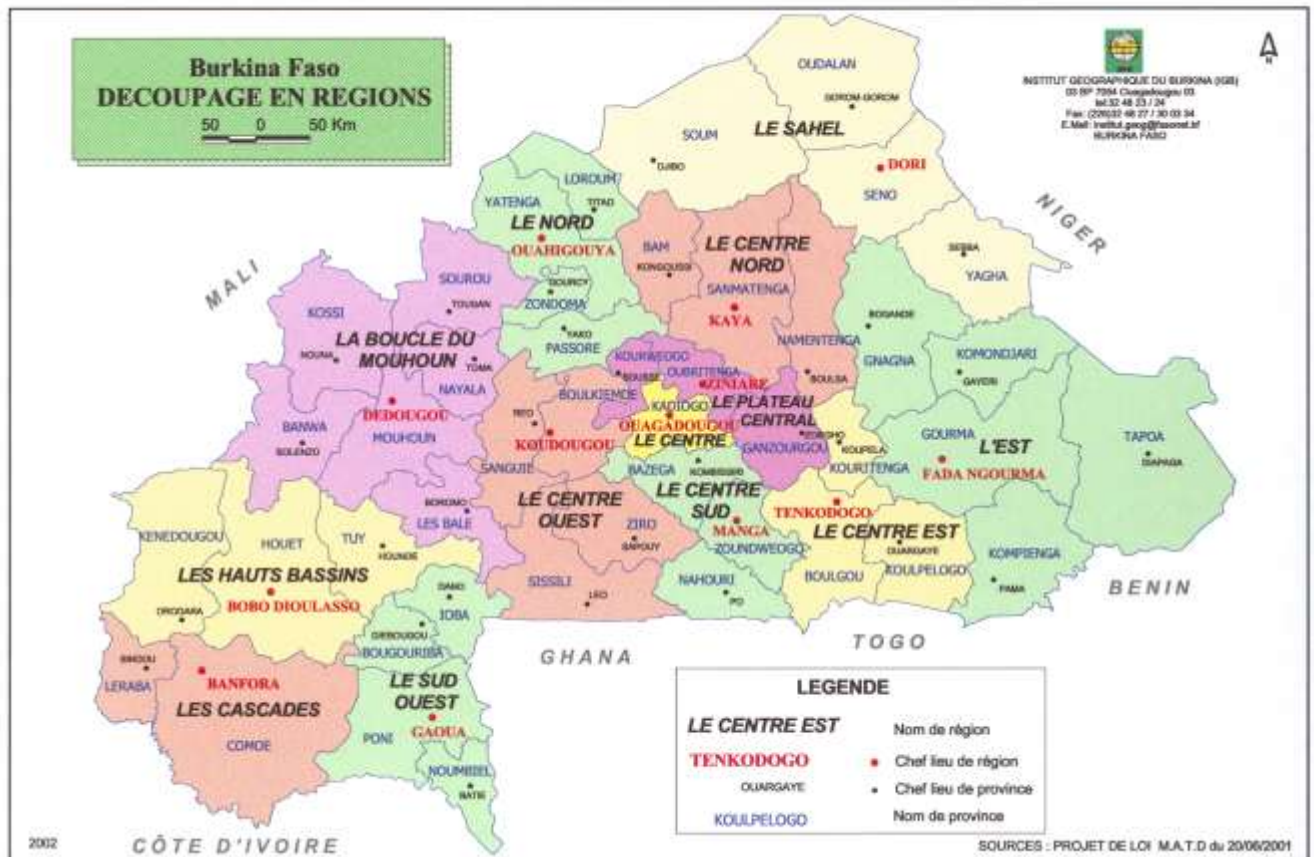 Burkina Faso
DECOUPAGE EN REGIONS
50 0 50 Km
INSTITUT GEOGRAPHIQUE DU BURKINA (IGB)
03 BP 7054 Ouagadougou 03
BURKINA FASO
N
OUDALAN
GOROM-GOROM
LE SAHEL
SOUM
DJIBO
DORI
SENO
SEBBA
YAGHA
NIGER
LOROUM
TITAO
YATENGA
LE NORD
OUAHIGOUYA
GOURCY
ZONDOMA
YAKO
PASSORE
BAM
KONGOUSSI
LE CENTRE
NORD
SANMATENGA
KAYA
NAMENTENGA
BOULSA
MALI
SOUROU
TOUGAN
KOSSI
NOUNA
LA BOUCLE DU
MOUHOUN
TOMA
NAYALA
DEDOUGOU
MOUHOUN
BANWA
SOLENZO
BOROMO
LES BALE
KOURWEOGO
BOUSSE
OUBRITENGA
ZINIARE
LE PLATEAU
CENTRAL
ZORGHO
GANZOURGOU
BOULKIEMDE
REO
KOUDOUGOU
SANGUIE
LE CENTRE
OUEST
ZIRO
SAPOUY
SISSILI
LEO
KADIOGO
OUAGADOUGOU
LE CENTRE
BAZEGA
KOMBISSIRI
LE CENTRE
SUD
MANGA
ZOUNDWEOGO
NAHOURI
PO
BOGANDE
GNAGNA
KOMONDJARI
GAYERI
GOURMA
L'EST
FADA NGOURMA
TAPOA
DIAPAGA
KOMPIENGA
PAMA
KOUPELA
KOURITENGA
TENKODOGO
LE CENTRE EST
OUARGAYE
BOULGOU
KOULPELOGO
BENIN
TOGO
GHANA
KENEDOUGOU
HOUET
TUY
HOUNDE
LES HAUTS BASSINS
BOBO DIOULASSO
ORODARA
DANO
IOBA
DIEBOUGOU
BOUGOURIBA
LE SUD
OUEST
GAOUA
PONI
NOUMBIEL
BATIE
SINDOU
LERABA
BANFORA
LES CASCADES
COMOE
CÔTE D'IVOIRE
LEGENDE
LE CENTRE EST Nom de région
TENKODOGO Chef lieu de région
OUARGAYE Chef lieu de province
KOULPELOGO Nom de province
2002
SOURCES : PROJET DE LOI M.A.T.D du 20/06/2001